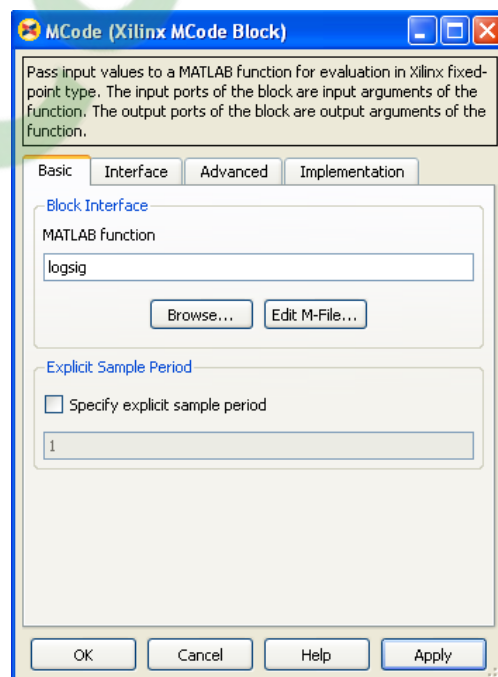 MCode (Xilinx MCode Block)
Pass input values to a MATLAB function for evaluation in Xilinx fixed-
point type. The input ports of the block are input arguments of the
function. The output ports of the block are output arguments of the
function.
Basic Interface Advanced Implementation
Block Interface
MATLAB function
logsig
Browse... Edit M-File...
Explicit Sample Period
Specify explicit sample period
1
OK Cancel Help Apply